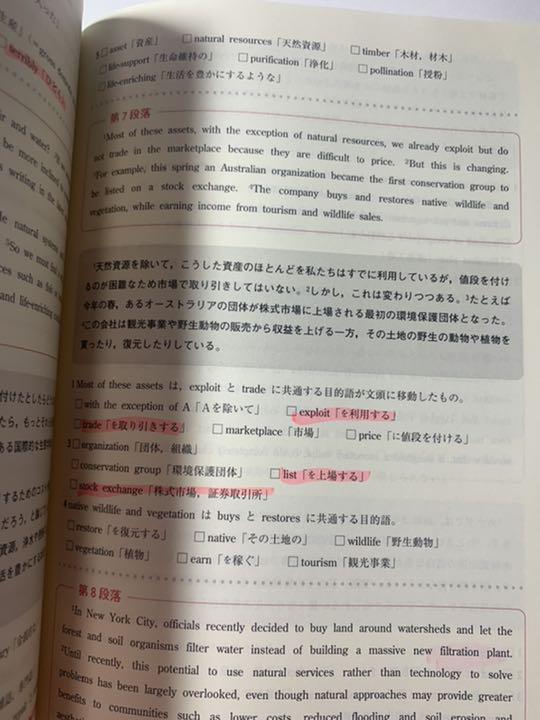 生産」(=gross dome
□terribly「ひどく
5□asset「資産」 □natural resources「天然資源」 □timber「木材，材木」
□life-support「生命維持の」 □purification「浄化」 □pollination「授粉」
□life-enriching「生活を豊かにするような」
第7段落
¹Most of these assets, with the exception of natural resources, we already exploit but do
not trade in the marketplace because they are difficult to price. ²But this is changing.
³For example, this spring an Australian organization became the first conservation group to
be listed on a stock exchange. ⁴The company buys and restores native wildlife and
vegetation, while earning income from tourism and wildlife sales.
¹天然資源を除いて，こうした資産のほとんどを私たちはすでに利用しているが，値段を付け
るのが困難なため市場で取り引きしてはいない。²しかし，これは変わりつつある。³たとえば
今年の春，あるオーストラリアの団体が株式市場に上場される最初の環境保護団体となった。
⁴この会社は観光事業や野生動物の販売から収益を上げる一方，その土地の野生の動物や植物を
買ったり，復元したりしている。
1 Most of these assets は，exploit と trade に共通する目的語が文頭に移動したもの。
□with the exception of A「Aを除いて」 □exploit「を利用する」
□trade「を取り引きする」 □marketplace「市場」 □price「に値段を付ける」
3□organization「団体，組織」
□conservation group「環境保護団体」 □list「を上場する」
□stock exchange「株式市場，証券取引所」
4 native wildlife and vegetation は buys と restores に共通する目的語。
□restore「を復元する」 □native「その土地の」 □wildlife「野生動物」
□vegetation「植物」 □earn「を稼ぐ」 □tourism「観光事業」
第8段落
¹In New York City, officials recently decided to buy land around watersheds and let the
forest and soil organisms filter water instead of building a massive new filtration plant.
²Until recently, this potential to use natural services rather than technology to solve
problems has been largely overlooked, even though natural approaches may provide greater
benefits to communities such as lower costs, reduced flooding and soil erosion, and